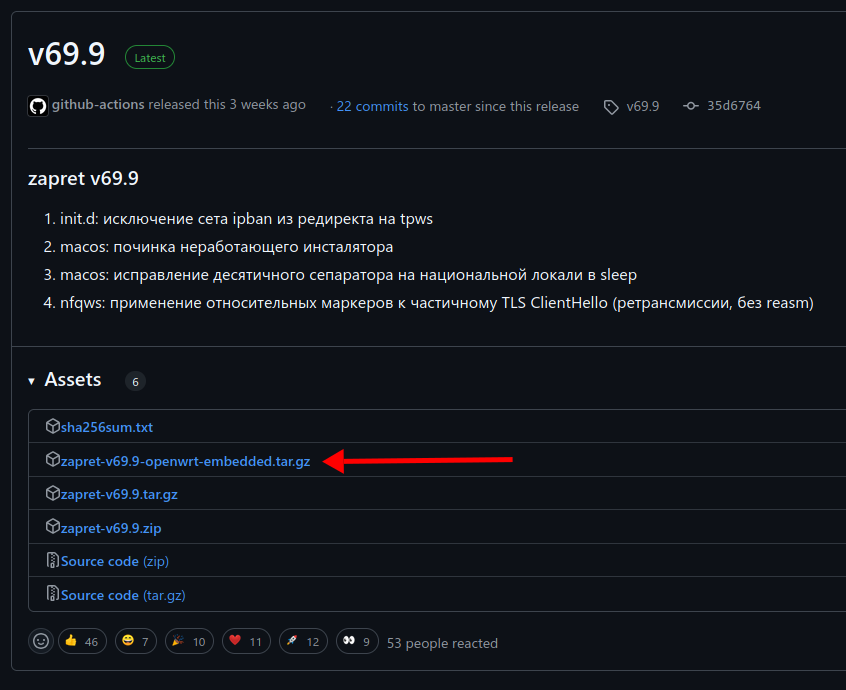 v69.9 Latest
github-actions released this 3 weeks ago · 22 commits to master since this release v69.9 35d6764
zapret v69.9
1. init.d: исключение сета ipban из редиректа на tpws
2. macos: починка неработающего инсталятора
3. macos: исправление десятичного сепаратора на национальной локали в sleep
4. nfqws: применение относительных маркеров к частичному TLS ClientHello (ретрансмиссии, без reasm)
Assets 6
sha256sum.txt
zapret-v69.9-openwrt-embedded.tar.gz
zapret-v69.9.tar.gz
zapret-v69.9.zip
Source code (zip)
Source code (tar.gz)
👍 46 😄 7 🎉 10 ❤️ 11 🚀 12 👀 9 53 people reacted